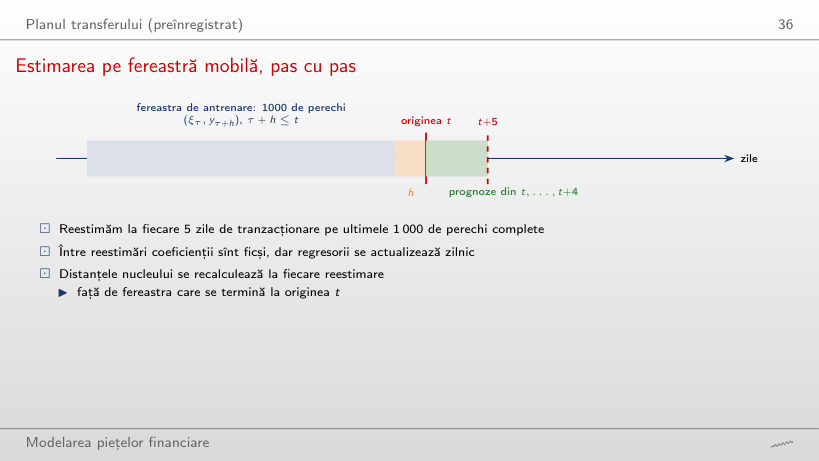 Planul transferului (preînregistrat) 36
Estimarea pe fereastră mobilă, pas cu pas
fereastra de antrenare: 1000 de perechi
(ξτ, yτ+h), τ + h ≤ t
originea t
t+5
zile
h
prognoze din t, . . . , t+4
Reestimăm la fiecare 5 zile de tranzacționare pe ultimele 1 000 de perechi complete
Între reestimări coeficienții sînt ficși, dar regresorii se actualizează zilnic
Distanțele nucleului se recalculează la fiecare reestimare
față de fereastra care se termină la originea t
Modelarea piețelor financiare